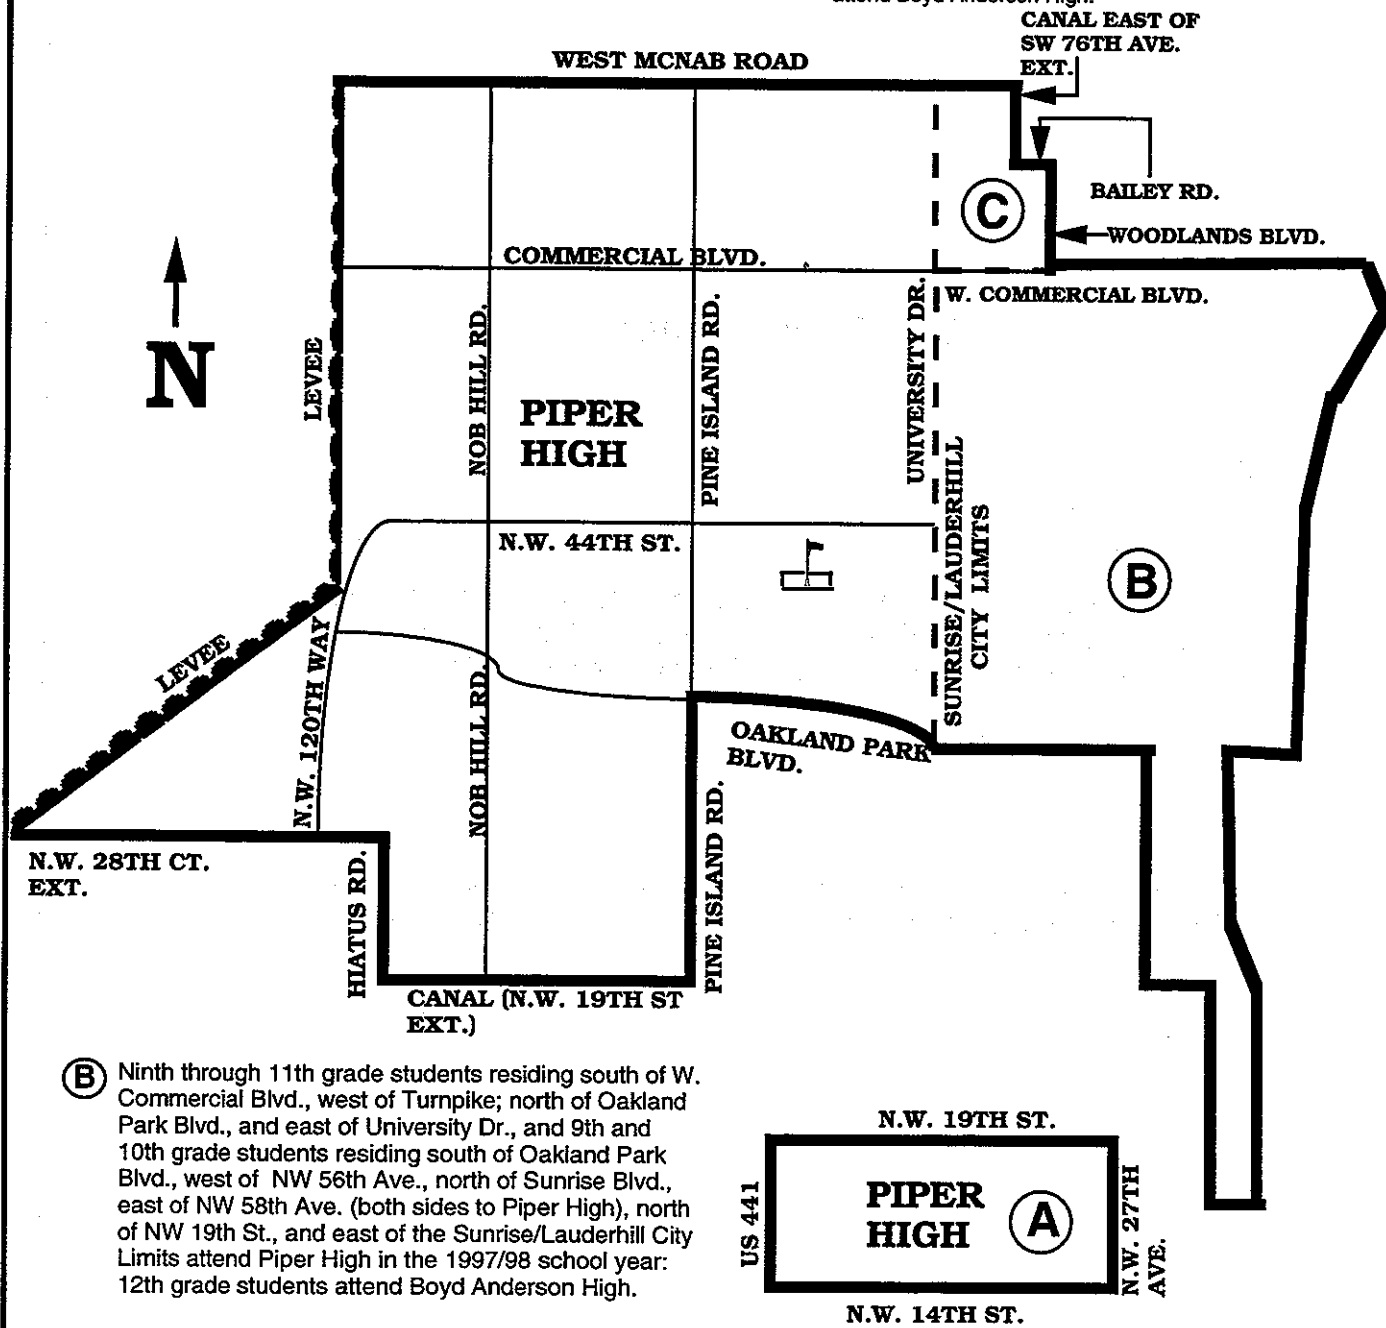 attend Boyd Anderson High.
CANAL EAST OF
SW 76TH AVE.
EXT.
WEST MCNAB ROAD
BAILEY RD.
C
WOODLANDS BLVD.
COMMERCIAL BLVD.
W. COMMERCIAL BLVD.
N
LEVEE
NOB HILL RD.
PINE ISLAND RD.
UNIVERSITY DR.
PIPER
HIGH
SUNRISE/LAUDERHILL
CITY LIMITS
N.W. 44TH ST.
B
LEVEE
N.W. 120TH WAY
NOB HILL RD.
OAKLAND PARK
BLVD.
N.W. 28TH CT.
EXT.
HIATUS RD.
PINE ISLAND RD.
CANAL (N.W. 19TH ST
EXT.)
B Ninth through 11th grade students residing south of W.
Commercial Blvd., west of Turnpike; north of Oakland
Park Blvd., and east of University Dr., and 9th and
10th grade students residing south of Oakland Park
Blvd., west of NW 56th Ave., north of Sunrise Blvd.,
east of NW 58th Ave. (both sides to Piper High), north
of NW 19th St., and east of the Sunrise/Lauderhill City
Limits attend Piper High in the 1997/98 school year:
12th grade students attend Boyd Anderson High.
N.W. 19TH ST.
US 441
PIPER
HIGH
A
N.W. 27TH
AVE.
N.W. 14TH ST.